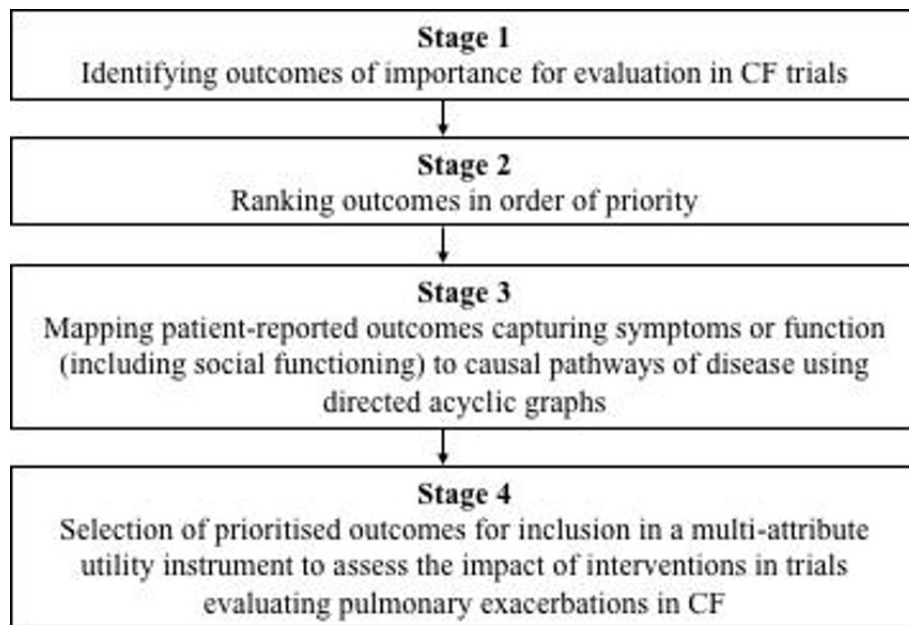 Stage 1
Identifying outcomes of importance for evaluation in CF trials
Stage 2
Ranking outcomes in order of priority
Stage 3
Mapping patient-reported outcomes capturing symptoms or function
(including social functioning) to causal pathways of disease using
directed acyclic graphs
Stage 4
Selection of prioritised outcomes for inclusion in a multi-attribute
utility instrument to assess the impact of interventions in trials
evaluating pulmonary exacerbations in CF